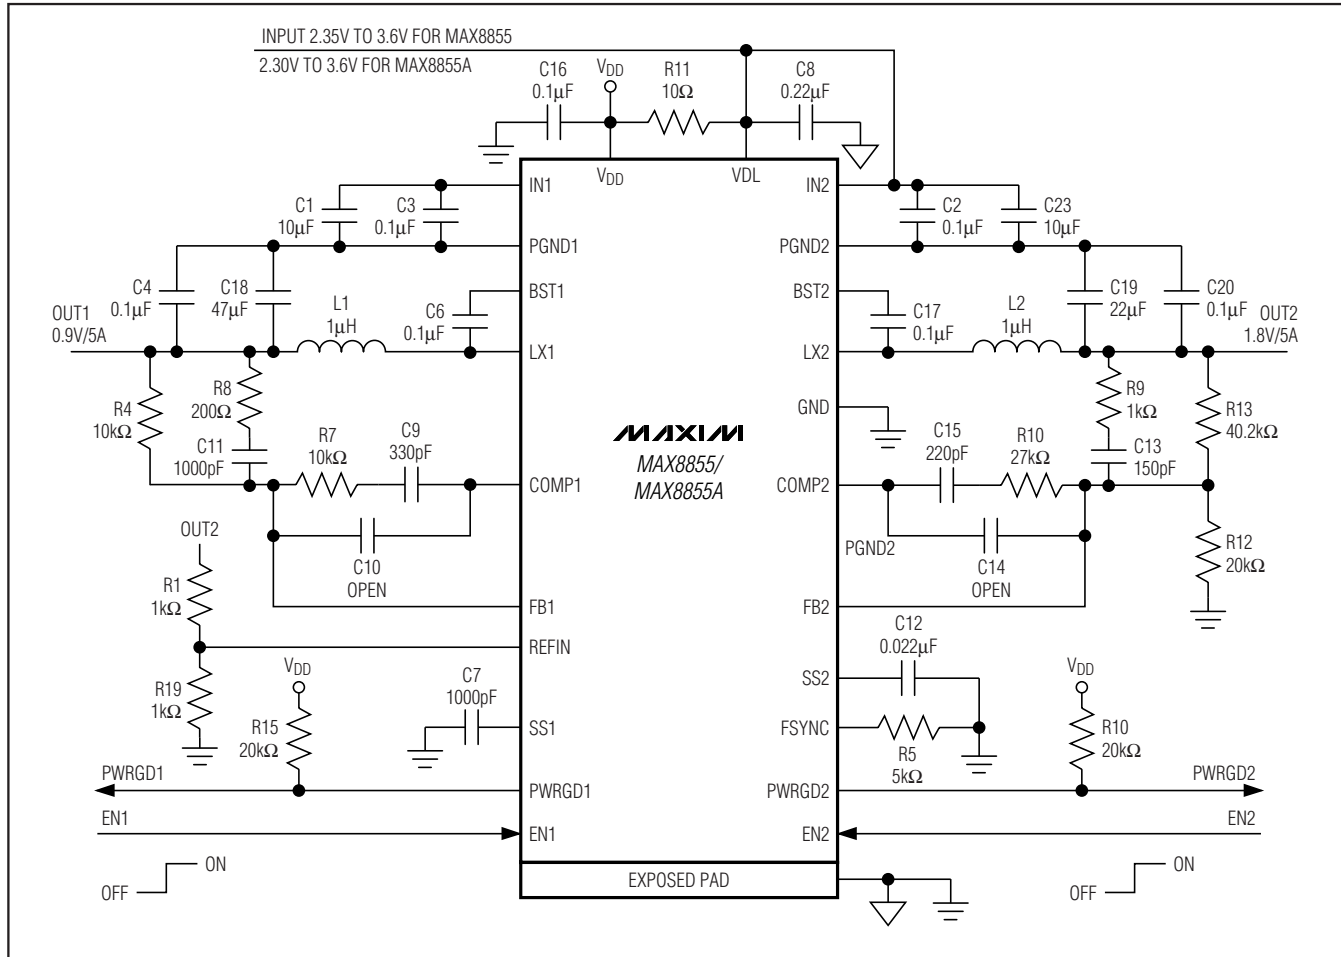 INPUT 2.35V TO 3.6V FOR MAX8855
2.30V TO 3.6V FOR MAX8855A
C16
0.1µF
VDD
R11
10Ω
C8
0.22µF
VDD
VDL
IN1
IN2
C1
10µF
C3
0.1µF
C2
0.1µF
C23
10µF
PGND1
PGND2
C4
0.1µF
C18
47µF
BST1
BST2
L1
1µH
C6
0.1µF
C17
0.1µF
L2
1µH
C19
22µF
C20
0.1µF
OUT1
0.9V/5A
OUT2
1.8V/5A
LX1
LX2
R4
10kΩ
R8
200Ω
R9
1kΩ
R13
40.2kΩ
GND
C11
1000pF
R7
10kΩ
C9
330pF
MAXIM
MAX8855/
MAX8855A
C15
220pF
R10
27kΩ
C13
150pF
COMP1
COMP2
OUT2
C10
OPEN
PGND2
C14
OPEN
R12
20kΩ
R1
1kΩ
FB1
FB2
REFIN
C12
0.022µF
R19
1kΩ
VDD
C7
1000pF
SS2
VDD
R15
20kΩ
SS1
FSYNC
R5
5kΩ
R10
20kΩ
PWRGD1
PWRGD1
PWRGD2
PWRGD2
EN1
EN1
EN2
EN2
OFF
ON
EXPOSED PAD
OFF
ON